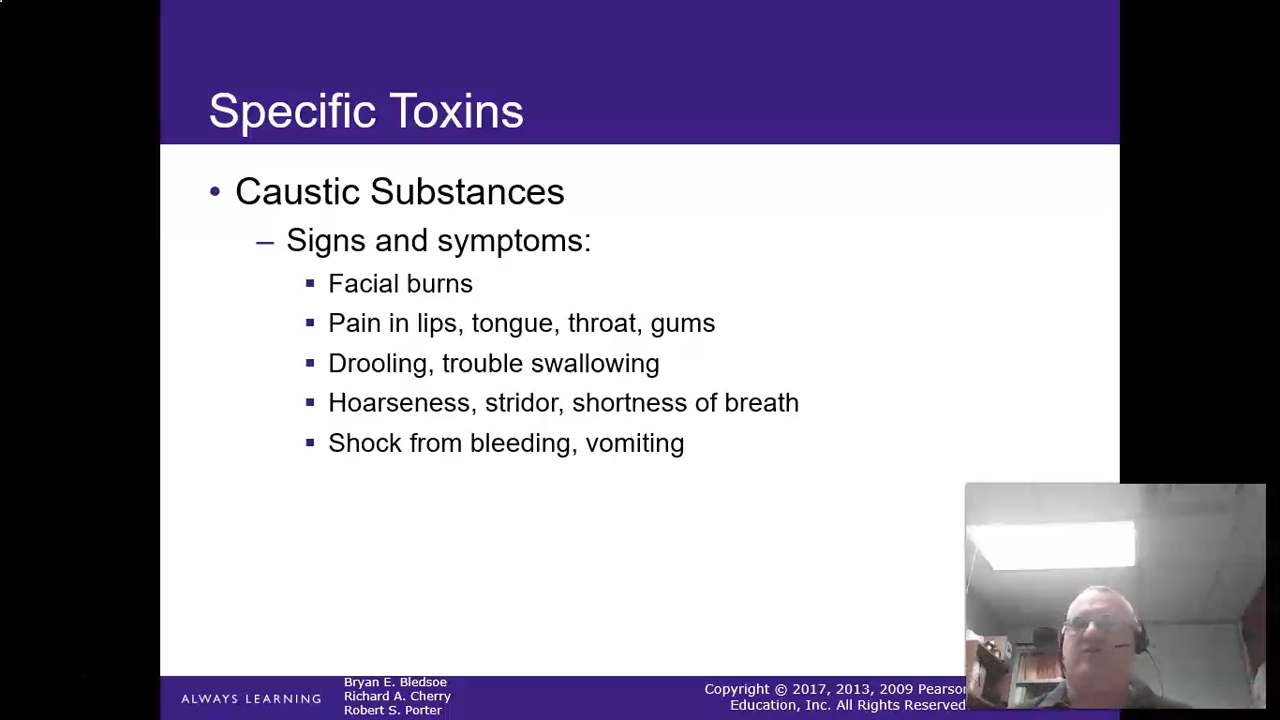 Specific Toxins
• Caustic Substances
– Signs and symptoms:
▪ Facial burns
▪ Pain in lips, tongue, throat, gums
▪ Drooling, trouble swallowing
▪ Hoarseness, stridor, shortness of breath
▪ Shock from bleeding, vomiting
ALWAYS LEARNING
Bryan E. Bledsoe
Richard A. Cherry
Robert S. Porter
Copyright © 2017, 2013, 2009 Pearson
Education, Inc. All Rights Reserved